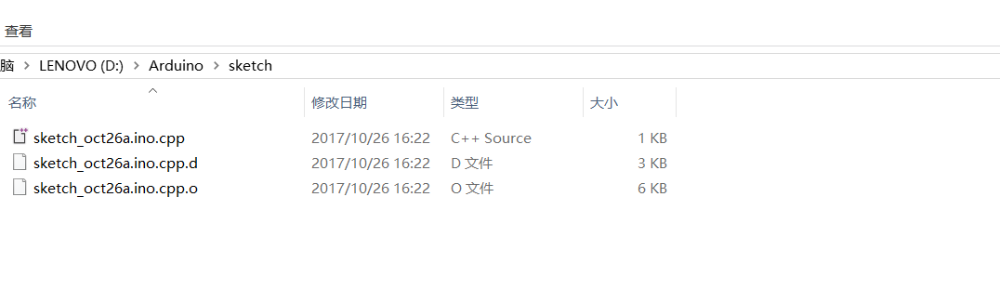 查看
脑 > LENOVO (D:) > Arduino > sketch
名称 修改日期 类型 大小
sketch_oct26a.ino.cpp 2017/10/26 16:22 C++ Source 1 KB
sketch_oct26a.ino.cpp.d 2017/10/26 16:22 D 文件 3 KB
sketch_oct26a.ino.cpp.o 2017/10/26 16:22 O 文件 6 KB